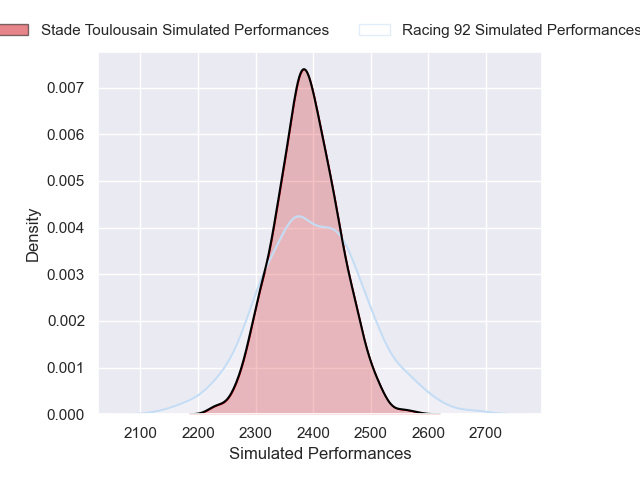 Stade Toulousain Simulated Performances Racing 92 Simulated Performances
0.007
0.006
0.005
0.004
0.003
0.002
0.001
0.000
Density
2100 2200 2300 2400 2500 2600 2700
Simulated Performances